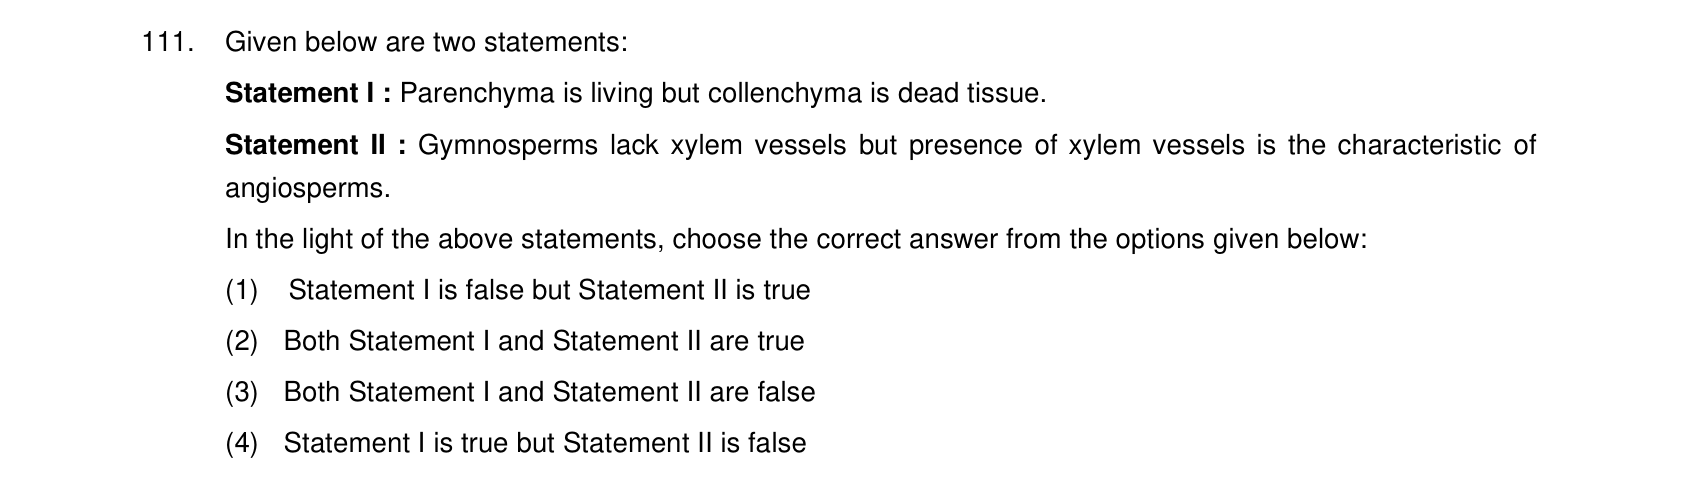 111. Given below are two statements:
Statement I : Parenchyma is living but collenchyma is dead tissue.
Statement II : Gymnosperms lack xylem vessels but presence of xylem vessels is the characteristic of
angiosperms.
In the light of the above statements, choose the correct answer from the options given below:
(1) Statement I is false but Statement II is true
(2) Both Statement I and Statement II are true
(3) Both Statement I and Statement II are false
(4) Statement I is true but Statement II is false